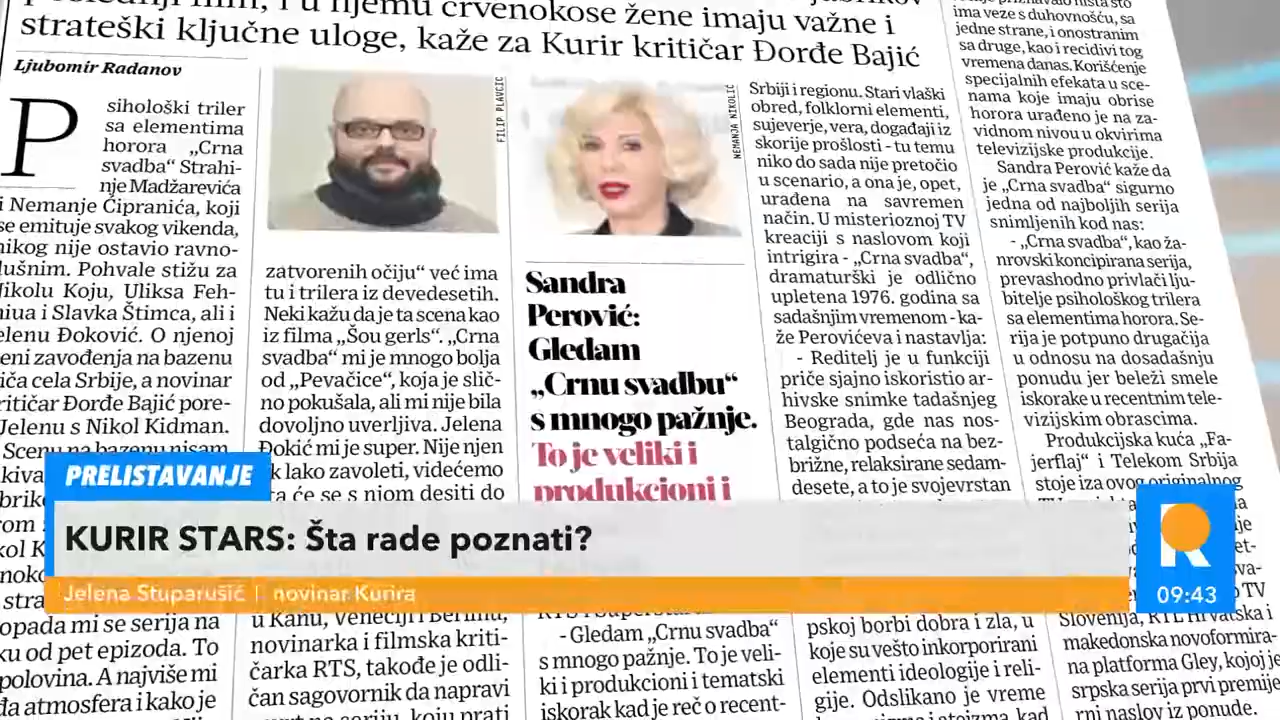 strateški ključne uloge, kaže za Kurir kritičar Đorđe Bajić
Ljubomir Radanov
Psihološki triler
sa elementima
horora „Crna
svadba“ Strahi-
nje Madžarevića
i Nemanje Ćipranića, koji
se emituje svakog vikenda,
nikog nije ostavio ravno-
dušnim. Pohvale stižu za
Nikolu Koju, Uliksa Feh-
miua i Slavka Štimca, ali i
Jelenu Đoković. O njenoj
sceni zavođenja na bazenu
priča cela Srbije, a novinar
kritičar Đorđe Bajić pore-
Jelenu s Nikol Kidman.
Scenu na bazenu nisam
opada mi se serija na
ku od pet epizoda. To
polovina. A najviše mi
da atmosfera i kako je
FILIP PLAVČIĆ
zatvorenih očiju“ već ima
tu i trilera iz devedesetih.
Neki kažu da je ta scena kao
iz filma „Šou gerls“. „Crna
svadba“ mi je mnogo bolja
od „Pevačice“, koja je slič-
no pokušala, ali mi nije bila
dovoljno uverljiva. Jelena
Đokić mi je super. Nije njen
lik lako zavoleti, videćemo
šta će se s njom desiti do
u Kanu, Veneciji i Berlinu,
novinarka i filmska kriti-
čarka RTS, takođe je odli-
čan sagovornik da napravi
NEMANJA NIKOLIĆ
Sandra
Perović:
Gledam
„Crnu svadbu“
s mnogo pažnje.
To je veliki i
produkcioni i
- Gledam „Crnu svadbu“
s mnogo pažnje. To je veli-
ki i produkcioni i tematski
iskorak kad je reč o recent-
Srbiji i regionu. Stari vlaški
obred, folklorni elementi,
sujeverje, vera, događaji iz
skorije prošlosti - tu temu
niko do sada nije pretočio
u scenario, a ona je, opet,
urađena na savremen
način. U misterioznoj TV
kreaciji s naslovom koji
intrigira - „Crna svadba“,
dramaturški je odlično
upletena 1976. godina sa
sadašnjim vremenom - ka-
že Perovićeva i nastavlja:
- Reditelj je u funkciji
priče sjajno iskoristio ar-
hivske snimke tadašnjeg
Beograda, gde nas nos-
talgično podseća na bez-
brižne, relaksirane sedam-
desete, a to je svojevrstan
pskoj borbi dobra i zla, u
koje su vešto inkorporirani
elementi ideologije i reli-
gije. Odslikano je vreme
ima veze s duhovnošću, sa
jedne strane, i onostranim
sa druge, kao i recidivi tog
vremena danas. Korišćenje
specijalnih efekata u sce-
nama koje imaju obrise
horora urađeno je na za-
vidnom nivou u okvirima
televizijske produkcije.
Sandra Perović kaže da
je „Crna svadba“ sigurno
jedna od najboljih serija
snimljenih kod nas:
- „Crna svadba“, kao ža-
nrovski koncipirana serija,
prevashodno privlači lju-
bitelje psihološkog trilera
sa elementima horora. Se-
rija je potpuno drugačija
u odnosu na dosadašnju
ponudu jer beleži smele
iskorake u recentnim tele-
vizijskim obrascima.
Produkcijska kuća „Fa-
jerflaj“ i Telekom Srbija
stoje iza ovog originalnog
Slovenija, RTL Hrvatska i
makedonska novoformira-
na platforma Gley, kojoj je
srpska serija prvi premije
rni naslov iz ponude.
PRELISTAVANJE
KURIR STARS: Šta rade poznati?
Jelena Stuparušić | novinar Kurira
R
09:43